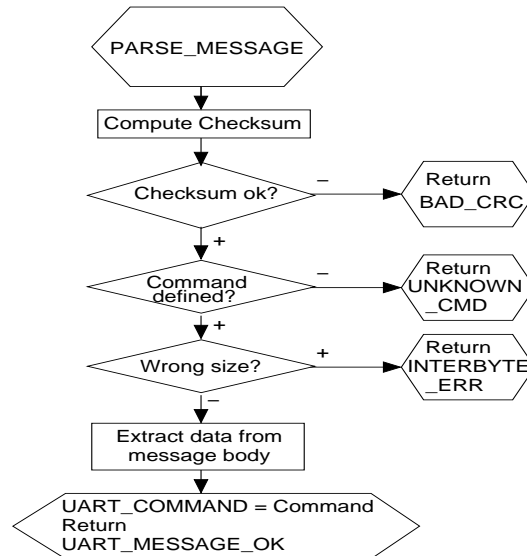 PARSE_MESSAGE
Compute Checksum
Checksum ok?
–
Return
BAD_CRC
+
Command
defined?
–
Return
UNKNOWN
_CMD
+
Wrong size?
+
Return
INTERBYTE
_ERR
–
Extract data from
message body
UART_COMMAND = Command
Return
UART_MESSAGE_OK